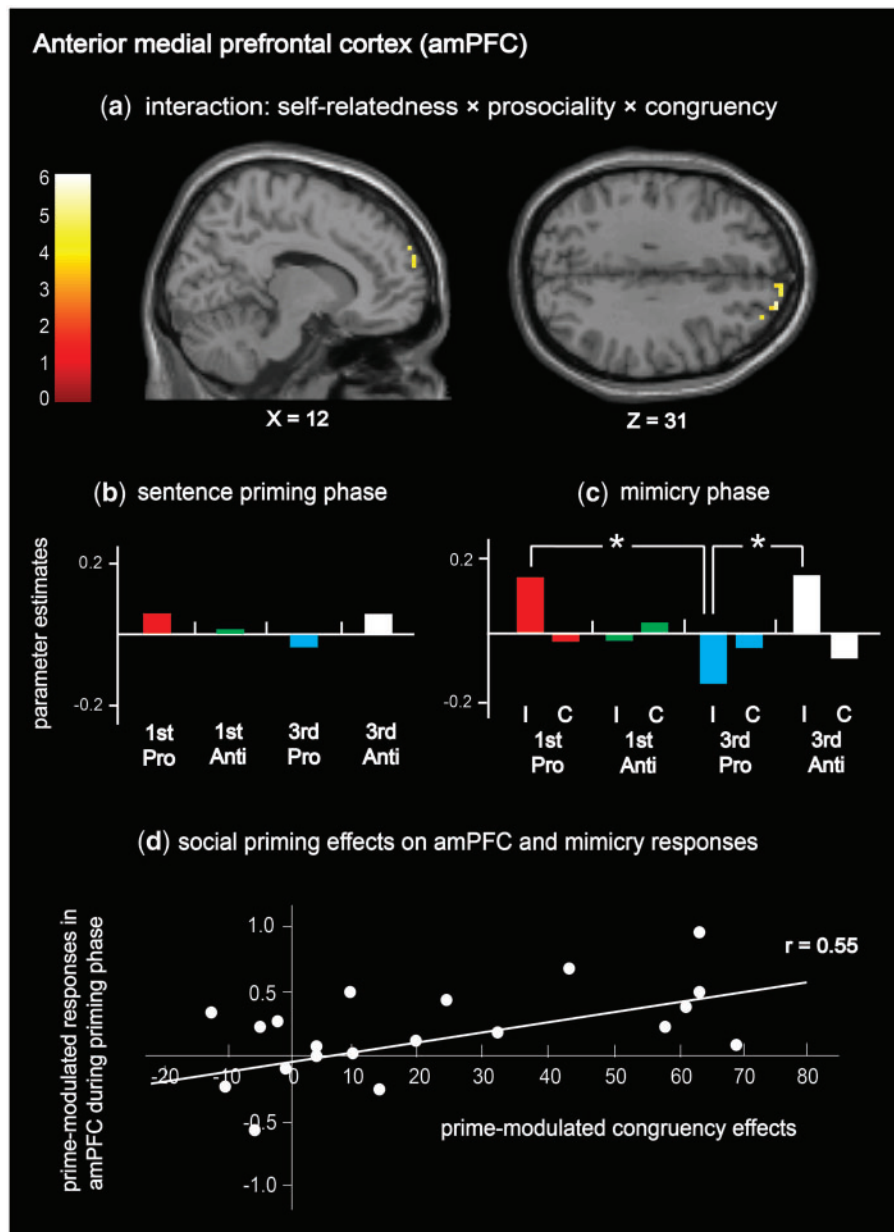 Anterior medial prefrontal cortex (amPFC)
(a) interaction: self-relatedness × prosociality × congruency
6
5
4
3
2
1
0
X = 12
Z = 31
(b) sentence priming phase
(c) mimicry phase
parameter estimates
0.2
-0.2
1st Pro
1st Anti
3rd Pro
3rd Anti
0.2
-0.2
*
*
I C I C I C I C
1st Pro
1st Anti
3rd Pro
3rd Anti
(d) social priming effects on amPFC and mimicry responses
prime-modulated responses in
amPFC during priming phase
1.0
0.5
-0.5
-1.0
r = 0.55
-20 -10 0 10 20 30 40 50 60 70 80
prime-modulated congruency effects